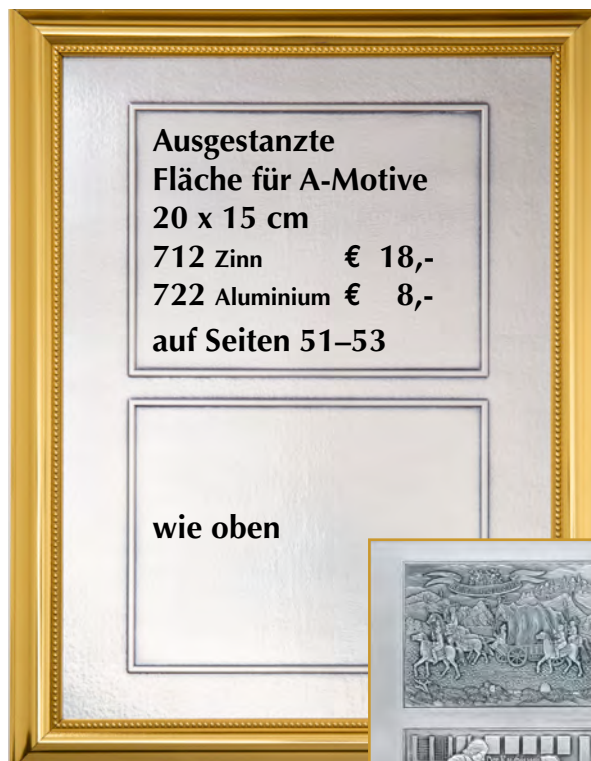 Ausgestanzte
Fläche für A-Motive
20 x 15 cm
712 Zinn € 18,-
722 Aluminium € 8,-
auf Seiten 51–53
wie oben